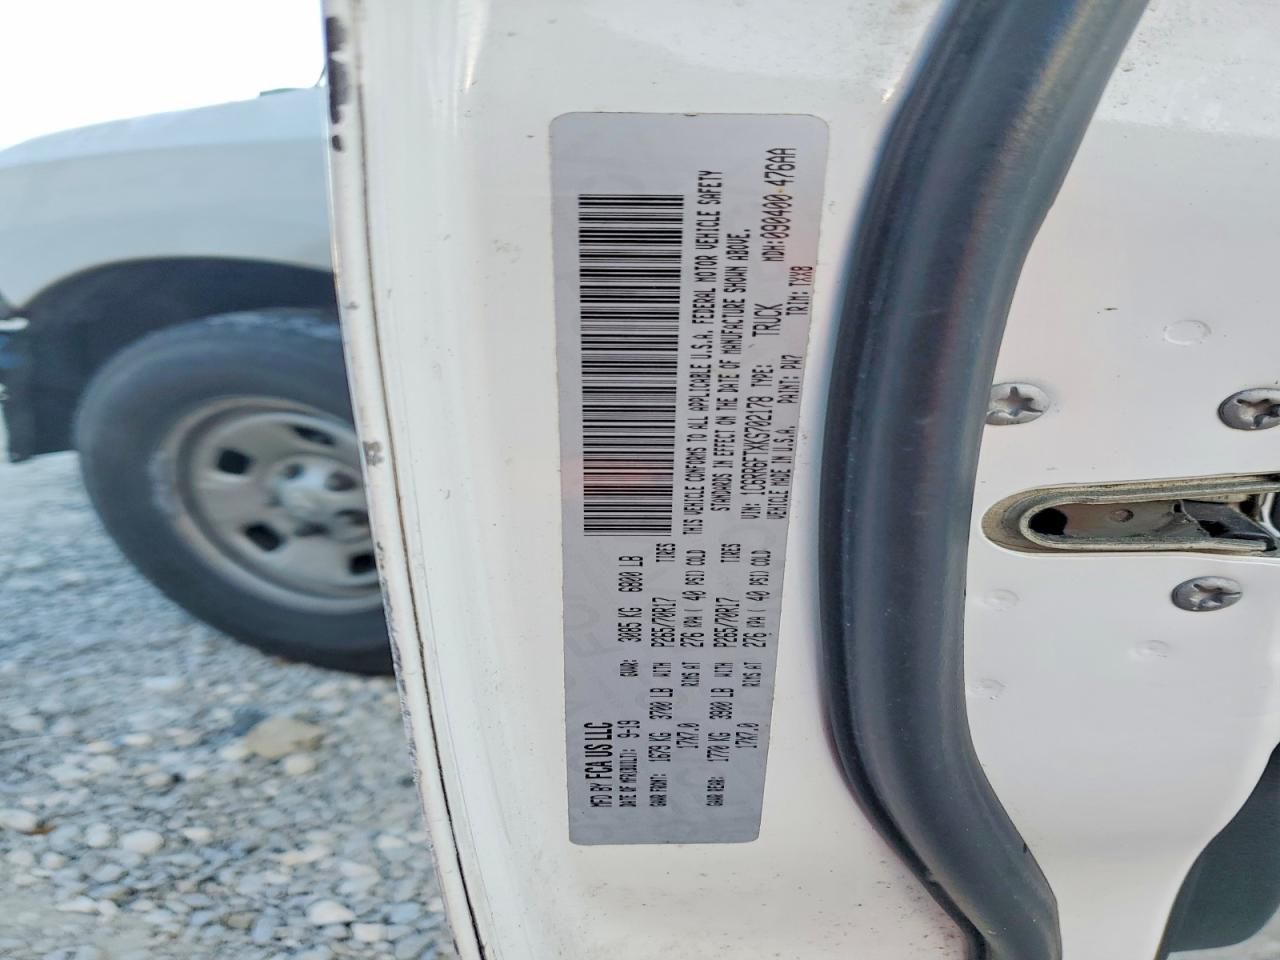 MFD BY FCA US LLC
DATE OF MFR(BUILT): 9-19 GVWR: 3085 KG 6800 LB
GAWR FRONT: 1679 KG 3700 LB WITH P265/70R17 TIRES
17X7.0 RIMS AT 276 KPA( 40 PSI) COLD
GAWR REAR: 1770 KG 3900 LB WITH P265/70R17 TIRES
17X7.0 RIMS AT 276 KPA( 40 PSI) COLD
THIS VEHICLE CONFORMS TO ALL APPLICABLE U.S.A. FEDERAL MOTOR VEHICLE SAFETY
STANDARDS IN EFFECT ON THE DATE OF MANUFACTURE SHOWN ABOVE.
VIN: 1C6RR6FTXKS702178 TYPE: TRUCK MDH:090400 476AA
VEHICLE MADE IN U.S.A. PAINT: PW7 TRIM: TXX8